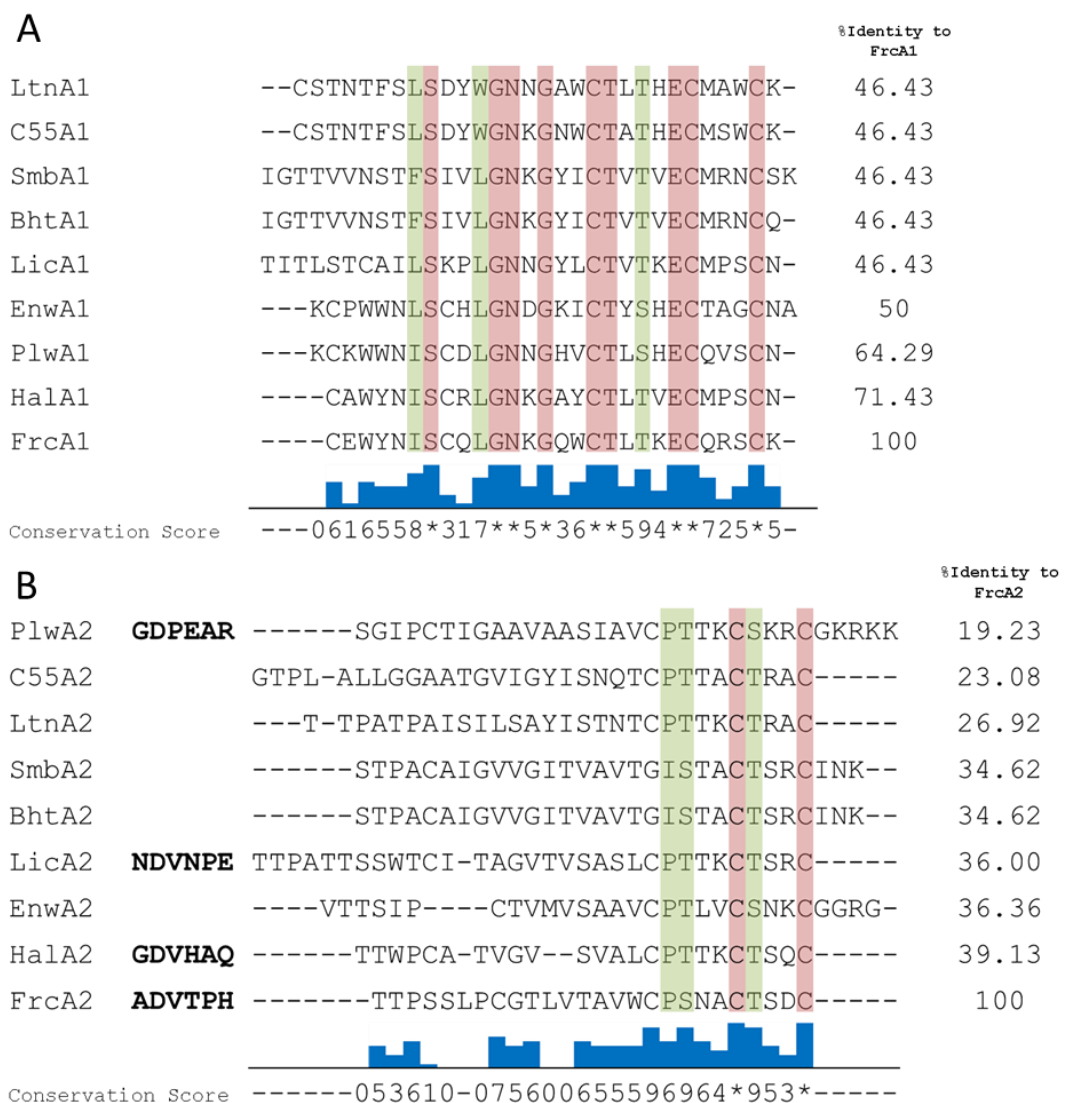 A
%Identity to
FrcA1
LtnA1 --CSTNTFSLSDYWGNNGAWCTLTHECMAWCK- 46.43
C55A1 --CSTNTFSLSDYWGNKGNWCTATHECMSWCK- 46.43
SmbA1 IGTTVVNSTFSIVLGNKGYICTVTVECMRNCSK 46.43
BhtA1 IGTTVVNSTFSIVLGNKGYICTVTVECMRNCQ- 46.43
LicA1 TITLSTCAILSKPLGNNGYLCTVTKECMPSCN- 46.43
EnwA1 ---KCPWWNLSCHLGNDGKICTYSHECTAGCNA 50
PlwA1 ---KCKWWNISCDLGNNGHVCTLSHECQVSCN- 64.29
HalA1 ----CAWYNISCRLGNKGAYCTLTVECMPSCN- 71.43
FrcA1 ----CEWYNISCQLGNKGQWCTLTKECQRSCK- 100
Conservation Score ---0616558*317**5*36**594**725*5-
B
%Identity to
FrcA2
PlwA2 GDPEAR ------SGIPCTIGAAVAASIAVCPTTKCSKRCGKRKK 19.23
C55A2 GTPL-ALLGGAATGVIGYISNQTCPTTACTRAC----- 23.08
LtnA2 ---T-TPATPAISILSAYISTNTCPTTKCTRAC----- 26.92
SmbA2 ------STPACAIGVVGITVAVTGISTACTSRCINK-- 34.62
BhtA2 ------STPACAIGVVGITVAVTGISTACTSRCINK-- 34.62
LicA2 NDVNPE TTPATTSSWTCI-TAGVTVSASLCPTTKCTSRC----- 36.00
EnwA2 ----VTTSIP----CTVMVSAAVCPTLVCSNKCGGRG- 36.36
HalA2 GDVHAQ ------TTWPCA-TVGV--SVALCPTTKCTSQC----- 39.13
FrcA2 ADVTPH -------TTPSSLPCGTLVTAVWCPSNACTSDC----- 100
Conservation Score ------053610-075600655596964*953*-----